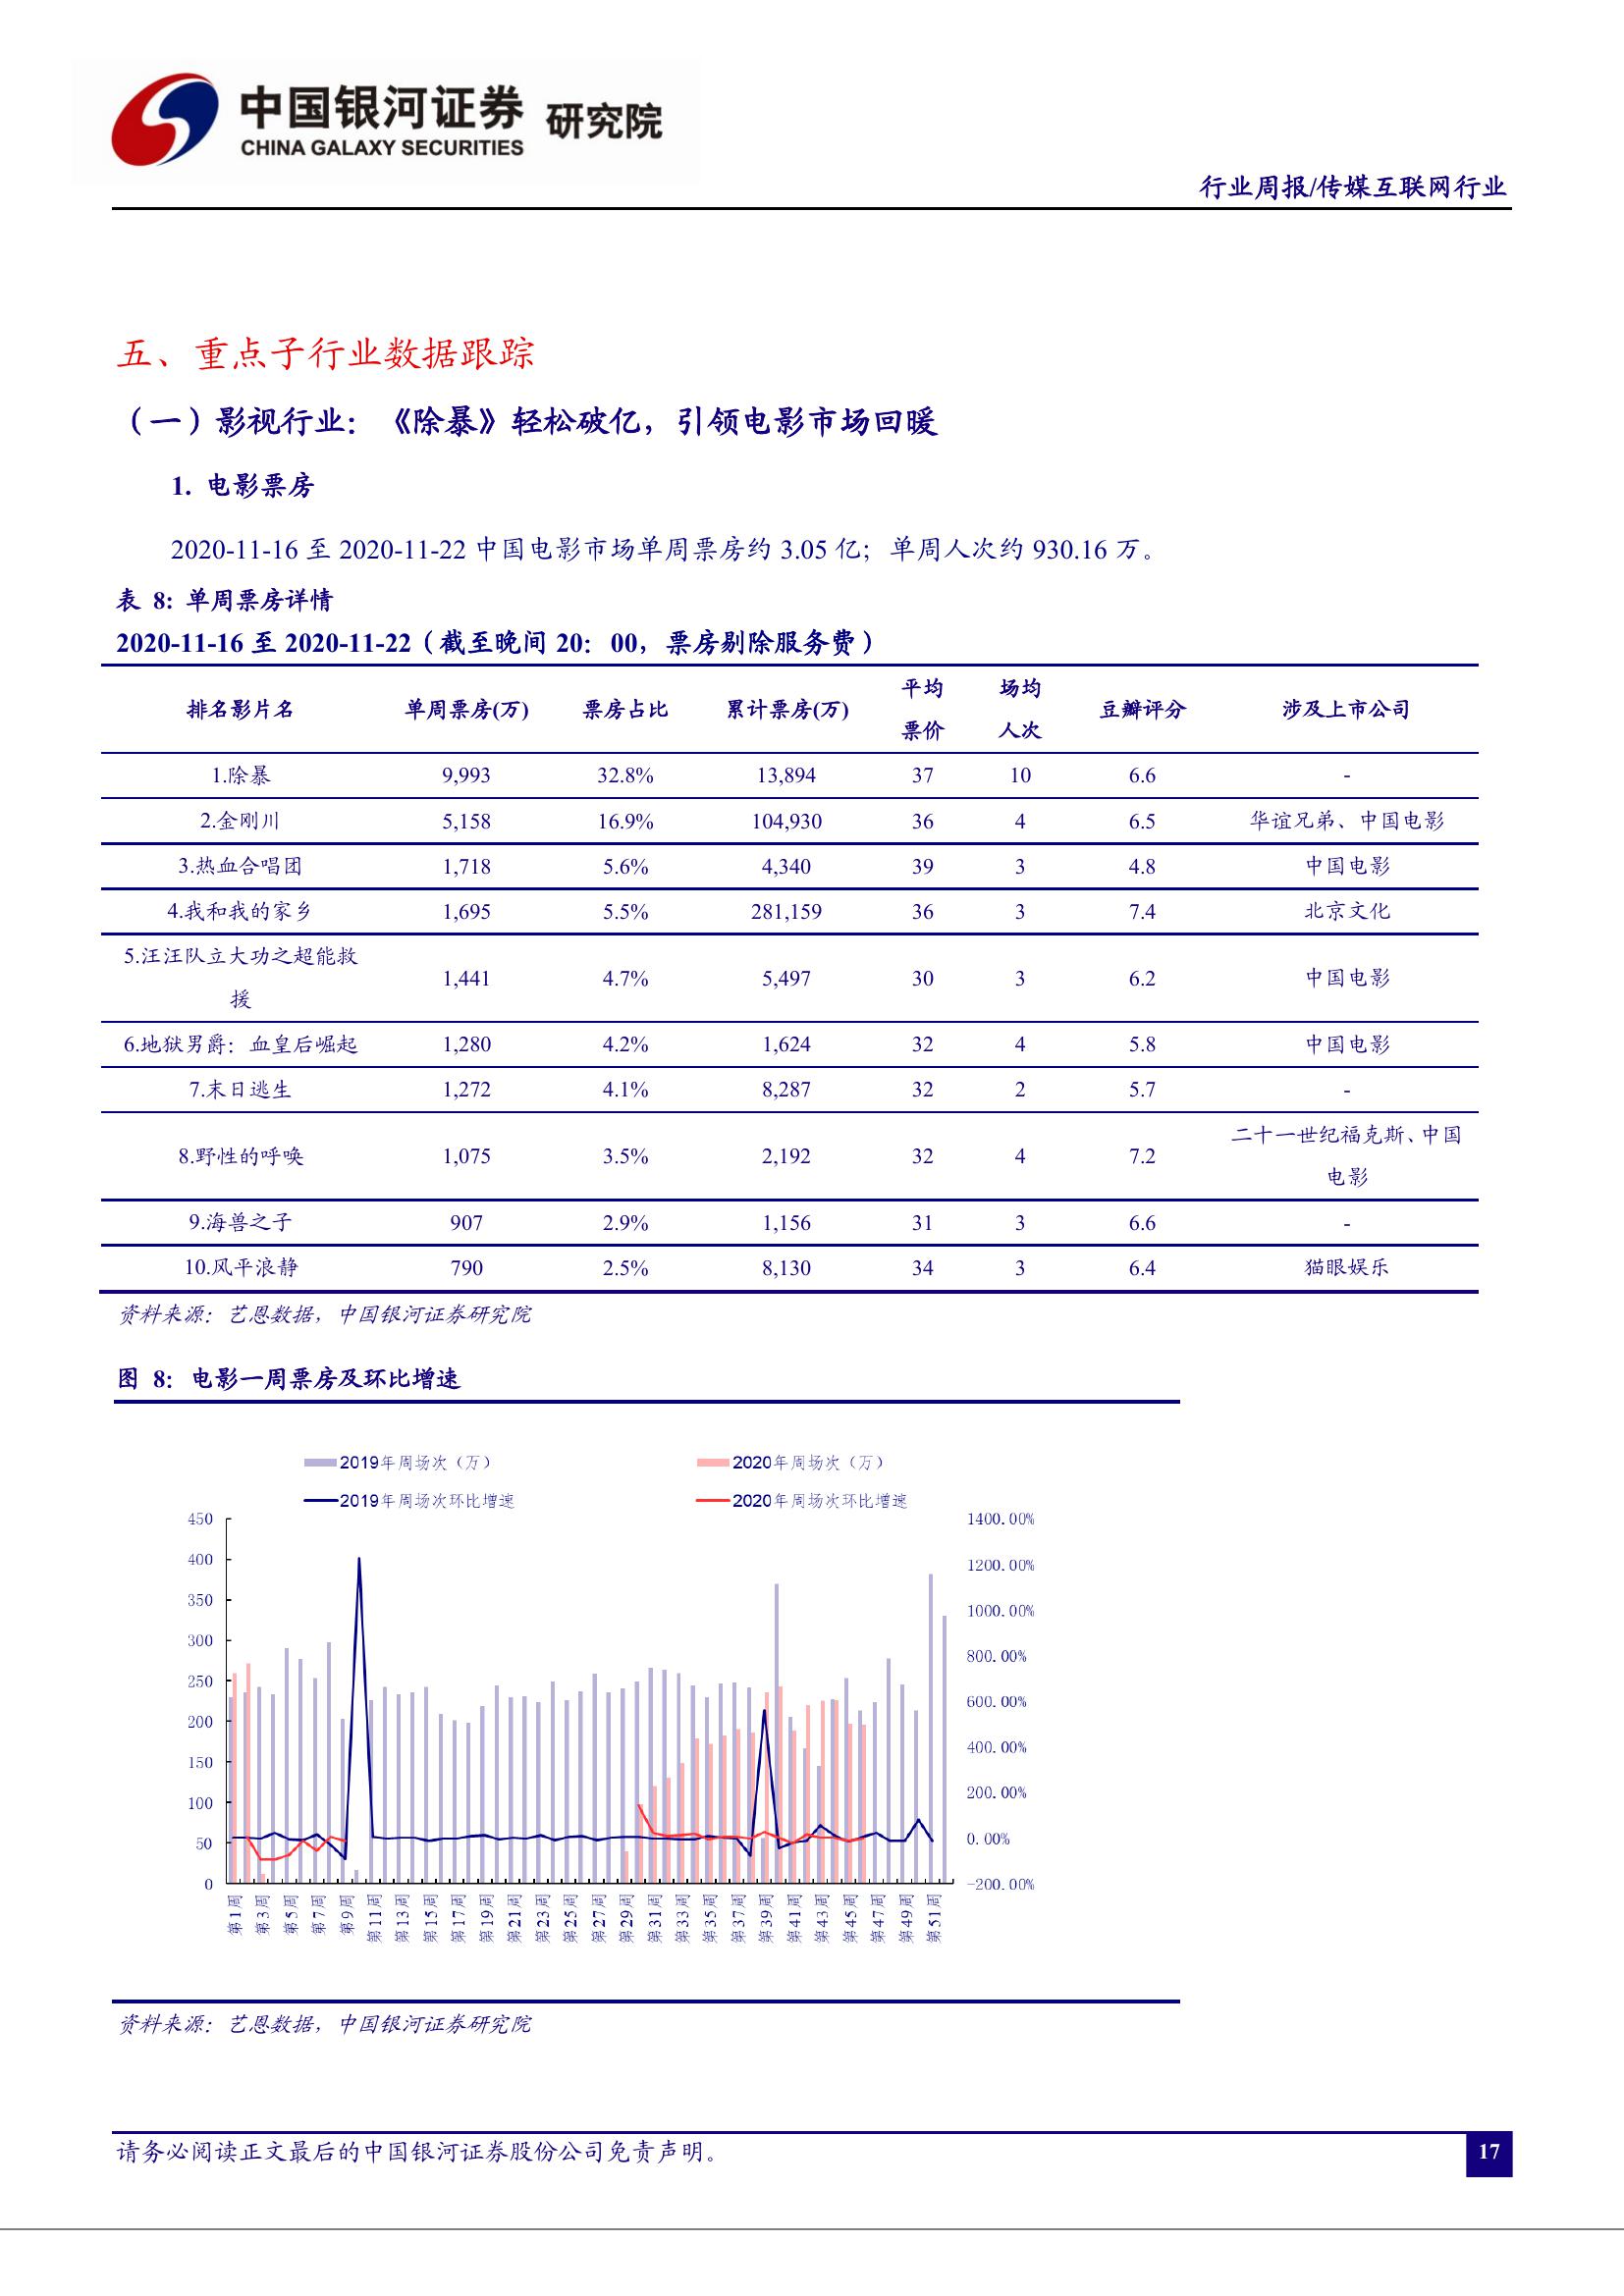 中国银河证券 研究院
CHINA GALAXY SECURITIES
行业周报/传媒互联网行业
五、重点子行业数据跟踪
（一）影视行业：《除暴》轻松破亿，引领电影市场回暖
1. 电影票房
2020-11-16 至 2020-11-22 中国电影市场单周票房约 3.05 亿；单周人次约 930.16 万。
表 8: 单周票房详情
2020-11-16 至 2020-11-22（截至晚间 20：00，票房剔除服务费）
排名影片名 单周票房(万) 票房占比 累计票房(万) 平均票价 场均人次 豆瓣评分 涉及上市公司
1.除暴 9,993 32.8% 13,894 37 10 6.6 -
2.金刚川 5,158 16.9% 104,930 36 4 6.5 华谊兄弟、中国电影
3.热血合唱团 1,718 5.6% 4,340 39 3 4.8 中国电影
4.我和我的家乡 1,695 5.5% 281,159 36 3 7.4 北京文化
5.汪汪队立大功之超能救援 1,441 4.7% 5,497 30 3 6.2 中国电影
6.地狱男爵：血皇后崛起 1,280 4.2% 1,624 32 4 5.8 中国电影
7.末日逃生 1,272 4.1% 8,287 32 2 5.7 -
8.野性的呼唤 1,075 3.5% 2,192 32 4 7.2 二十一世纪福克斯、中国电影
9.海兽之子 907 2.9% 1,156 31 3 6.6 -
10.风平浪静 790 2.5% 8,130 34 3 6.4 猫眼娱乐
资料来源：艺恩数据，中国银河证券研究院
图 8：电影一周票房及环比增速
2019年周场次（万） 2020年周场次（万）
2019年周场次环比增速 2020年周场次环比增速
450 1400.00%
400 1200.00%
350 1000.00%
300 800.00%
250 600.00%
200 400.00%
150 200.00%
100 0.00%
50 -200.00%
0
第1周 第3周 第5周 第7周 第9周 第11周 第13周 第15周 第17周 第19周 第21周 第23周 第25周 第27周 第29周 第31周 第33周 第35周 第37周 第39周 第41周 第43周 第45周 第47周 第49周 第51周
资料来源：艺恩数据，中国银河证券研究院
请务必阅读正文最后的中国银河证券股份公司免责声明。
17